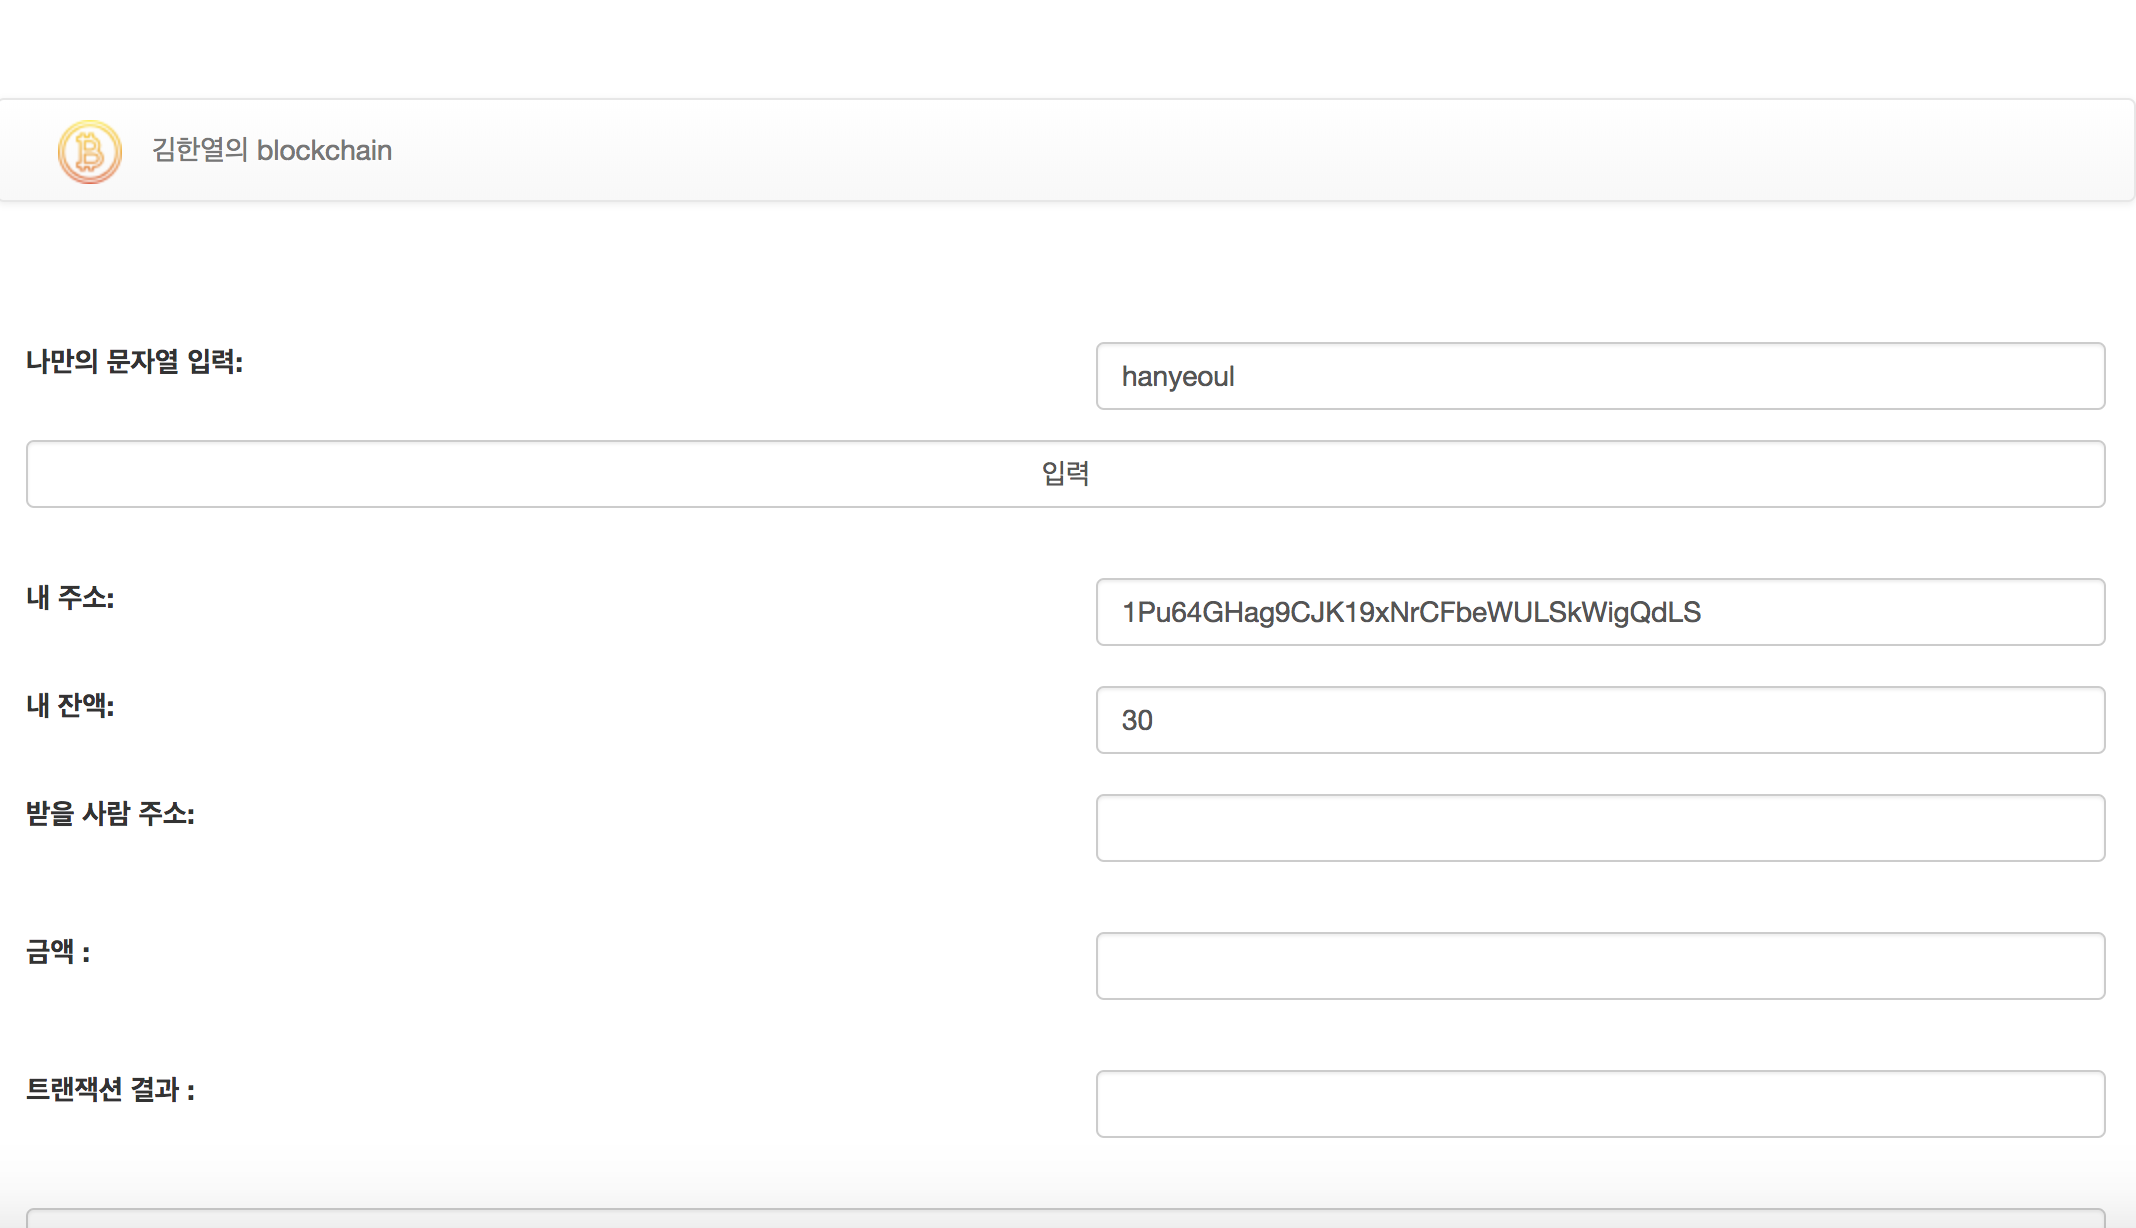 김한열의 blockchain
나만의 문자열 입력:
hanyeoul
입력
내 주소:
1Pu64GHag9CJK19xNrCFbeWULSkWigQdLS
내 잔액:
30
받을 사람 주소:
금액 :
트랜잭션 결과 :